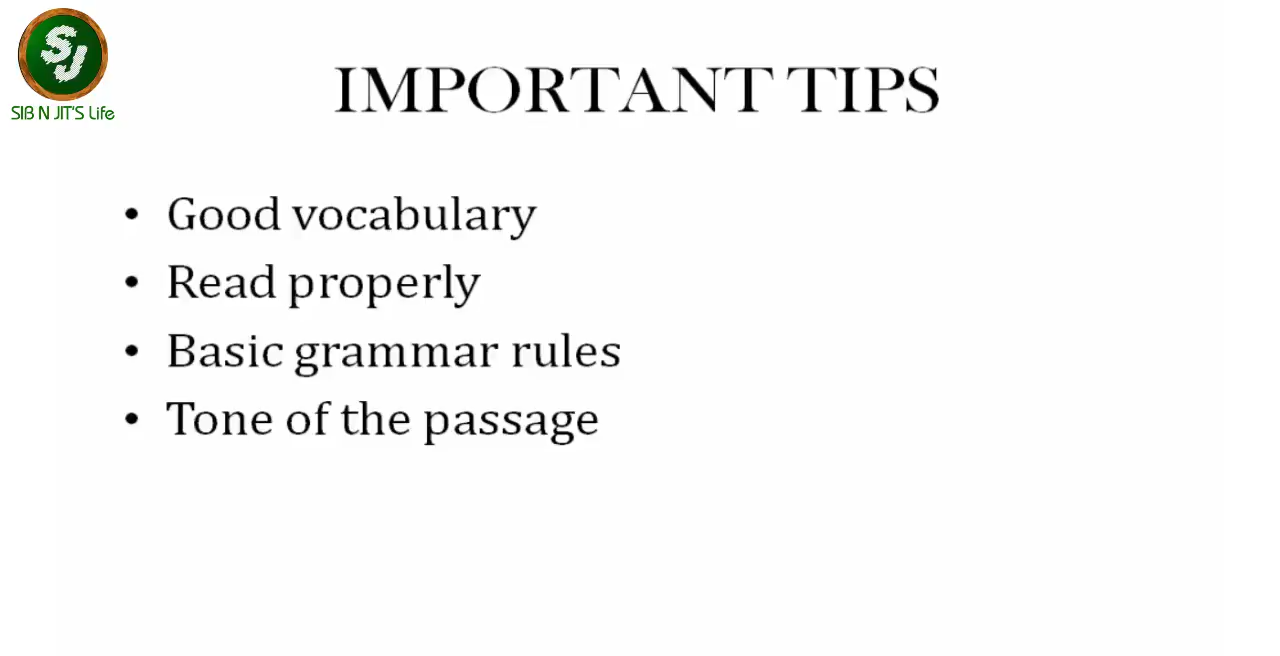 SJ
SIB N JIT'S Life
IMPORTANT TIPS
• Good vocabulary
• Read properly
• Basic grammar rules
• Tone of the passage